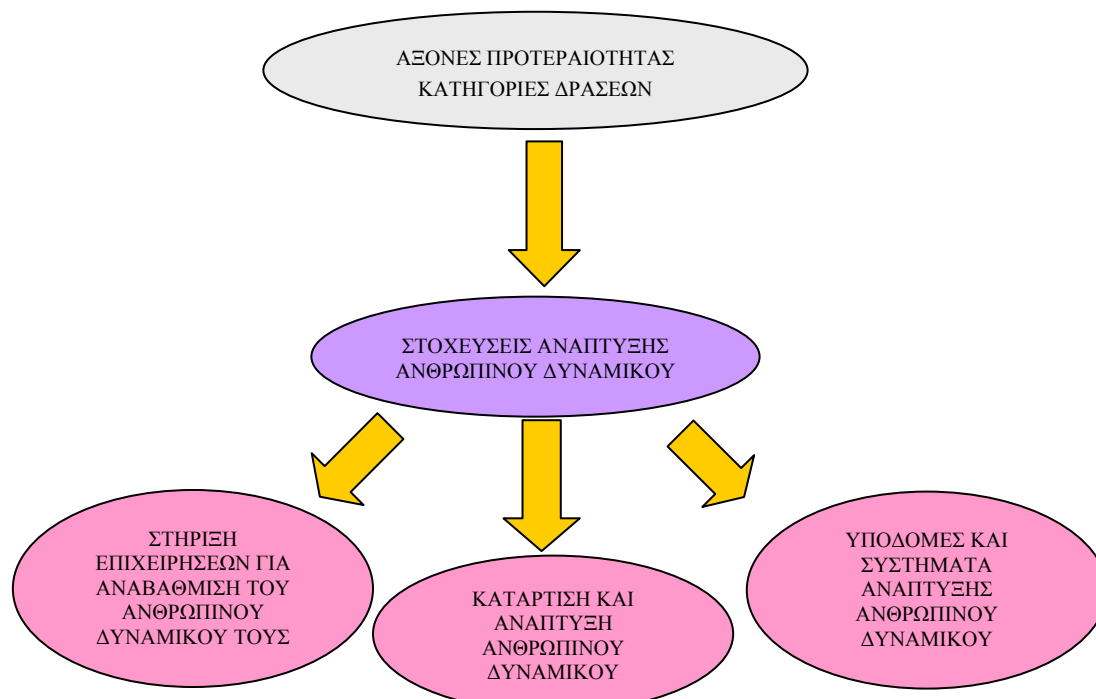 ΑΞΟΝΕΣ ΠΡΟΤΕΡΑΙΟΤΗΤΑΣ
ΚΑΤΗΓΟΡΙΕΣ ΔΡΑΣΕΩΝ
ΣΤΟΧΕΥΣΕΙΣ ΑΝΑΠΤΥΞΗΣ
ΑΝΘΡΩΠΙΝΟΥ ΔΥΝΑΜΙΚΟΥ
ΣΤΗΡΙΞΗ
ΕΠΙΧΕΙΡΗΣΕΩΝ ΓΙΑ
ΑΝΑΒΑΘΜΙΣΗ ΤΟΥ
ΑΝΘΡΩΠΙΝΟΥ
ΔΥΝΑΜΙΚΟΥ ΤΟΥΣ
ΚΑΤΑΡΤΙΣΗ ΚΑΙ
ΑΝΑΠΤΥΞΗ
ΑΝΘΡΩΠΙΝΟΥ
ΔΥΝΑΜΙΚΟΥ
ΥΠΟΔΟΜΕΣ ΚΑΙ
ΣΥΣΤΗΜΑΤΑ
ΑΝΑΠΤΥΞΗΣ
ΑΝΘΡΩΠΙΝΟΥ
ΔΥΝΑΜΙΚΟΥ